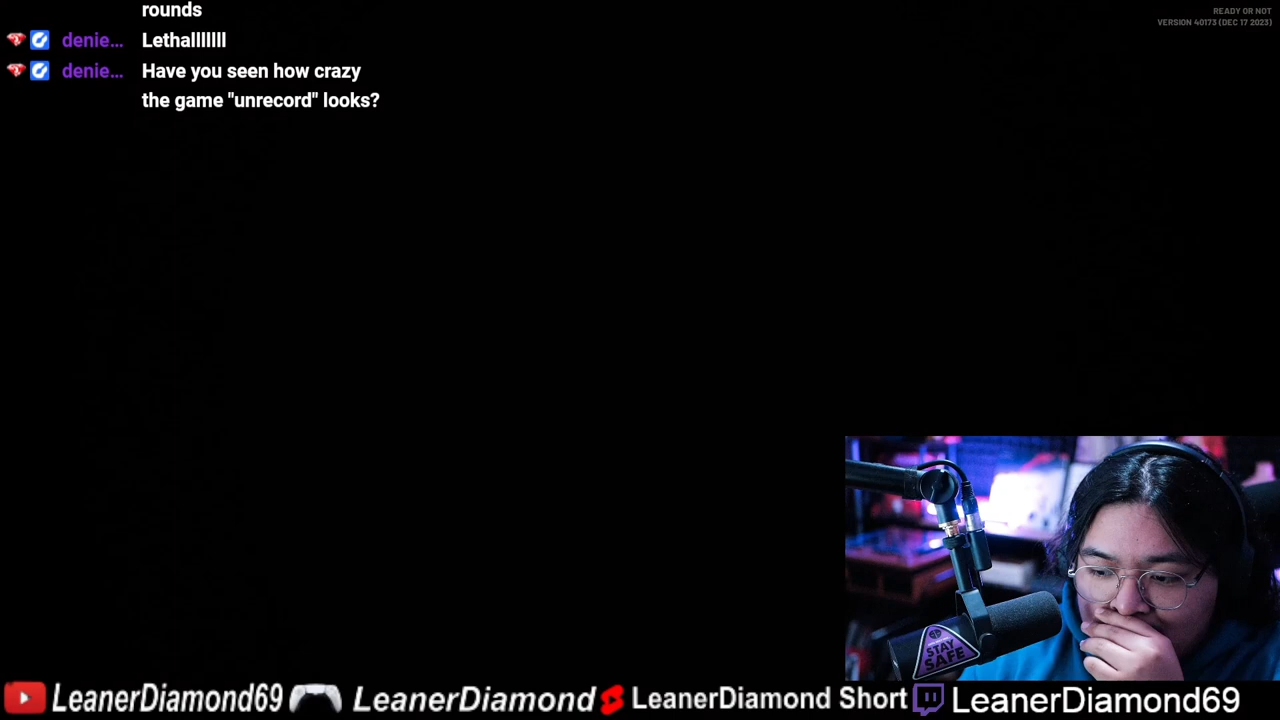 rounds
READY OR NOT
VERSION 40173 (DEC 17 2023)
denie... Lethalllllll
denie... Have you seen how crazy
the game "unrecord" looks?
STAY
SAFE
LeanerDiamond69 LeanerDiamond LeanerDiamond Short LeanerDiamond69